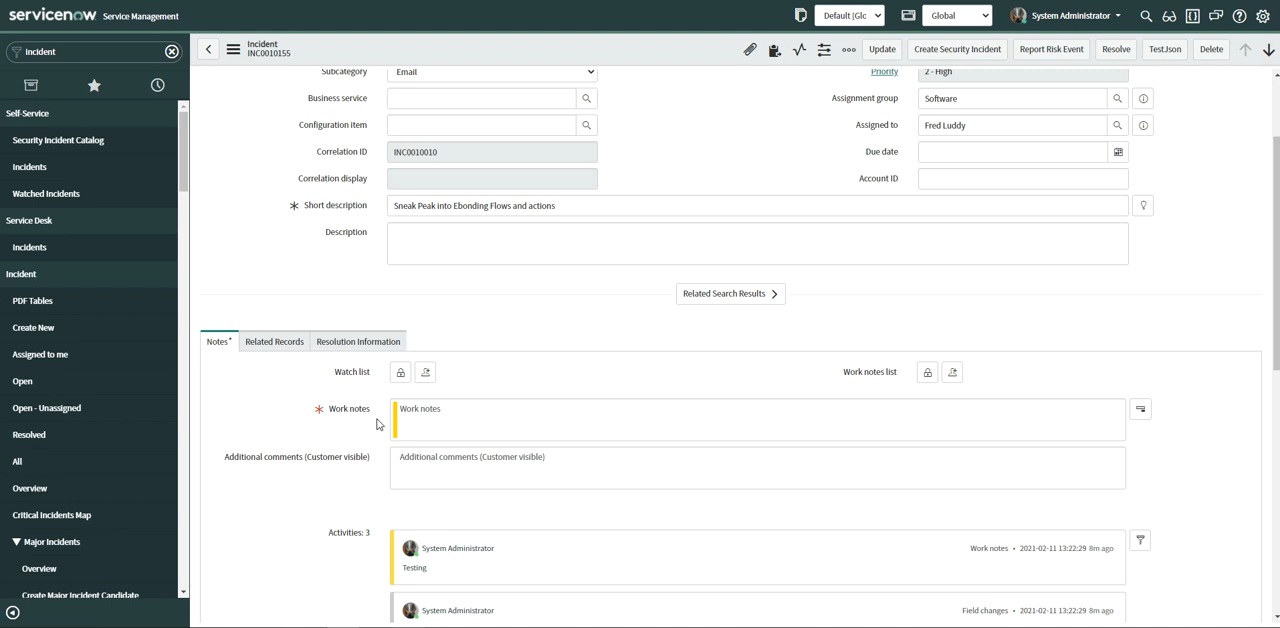 servicenow Service Management
Default [Glc
Global
System Administrator
incident
Incident
INC0010155
Update
Create Security Incident
Report Risk Event
Resolve
TestJson
Delete
Self-Service
Security Incident Catalog
Incidents
Watched Incidents
Service Desk
Incidents
Incident
PDF Tables
Create New
Assigned to me
Open
Open - Unassigned
Resolved
All
Overview
Critical Incidents Map
Major Incidents
Overview
Create Major Incident Candidate
Subcategory Email
Priority 2 - High
Business service
Assignment group Software
Configuration item
Assigned to Fred Luddy
Correlation ID INC0010010
Due date
Correlation display
Account ID
Short description Sneak Peak into Ebonding Flows and actions
Description
Related Search Results
Notes* Related Records Resolution Information
Watch list
Work notes list
Work notes Work notes
Additional comments (Customer visible) Additional comments (Customer visible)
Activities: 3
System Administrator Work notes • 2021-02-11 13:22:29 8m ago
Testing
System Administrator Field changes • 2021-02-11 13:22:29 8m ago